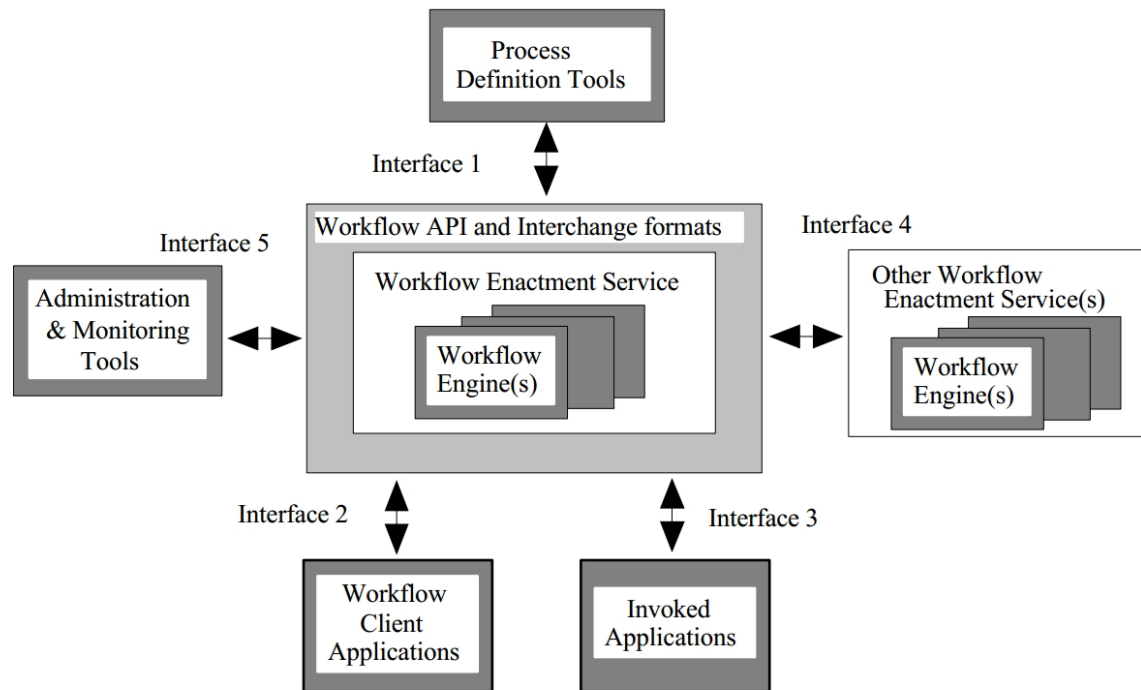 Process
Definition Tools
Interface 1
Workflow API and Interchange formats
Interface 5
Interface 4
Administration
& Monitoring
Tools
Workflow Enactment Service
Workflow
Engine(s)
Other Workflow
Enactment Service(s)
Workflow
Engine(s)
Interface 2
Interface 3
Workflow
Client
Applications
Invoked
Applications